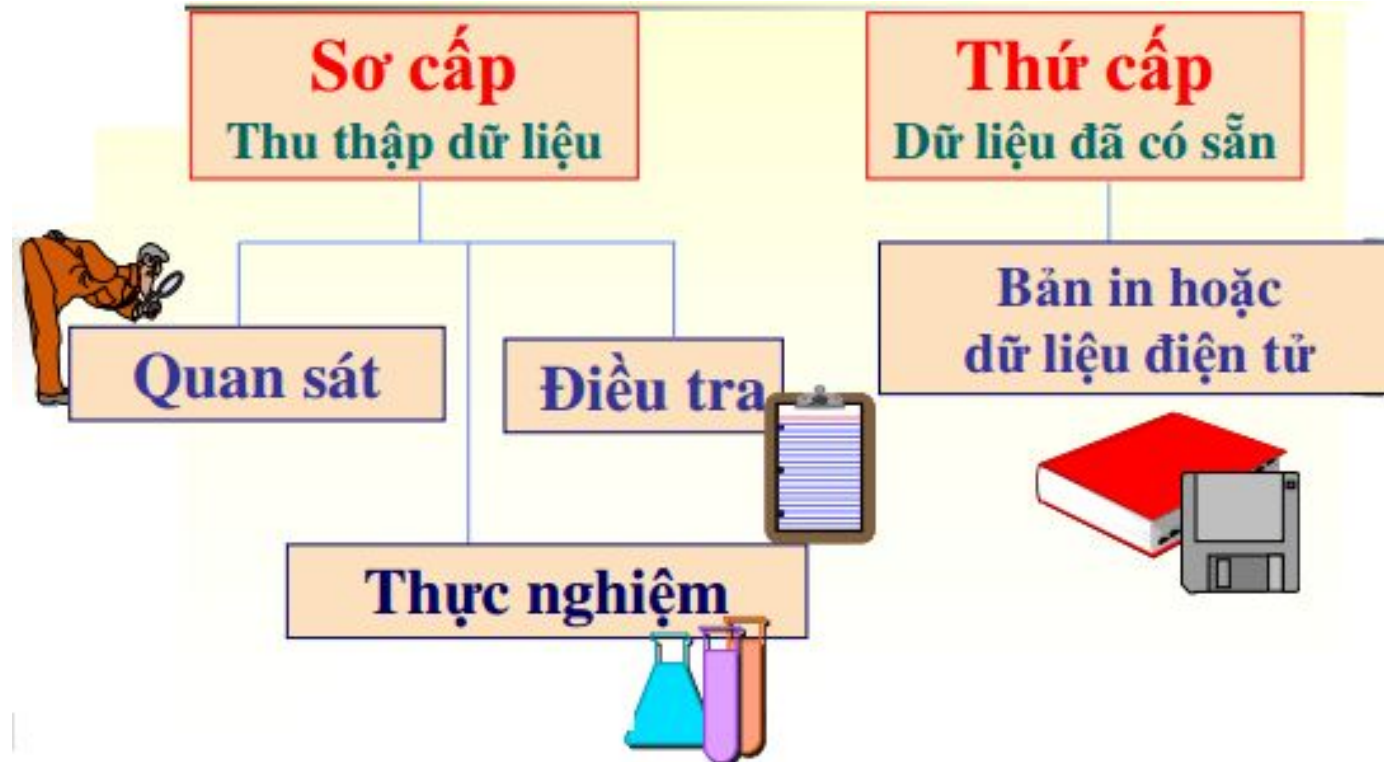 Sơ cấp
Thu thập dữ liệu
Thứ cấp
Dữ liệu đã có sẵn
Quan sát
Điều tra
Thực nghiệm
Bản in hoặc
dữ liệu điện tử